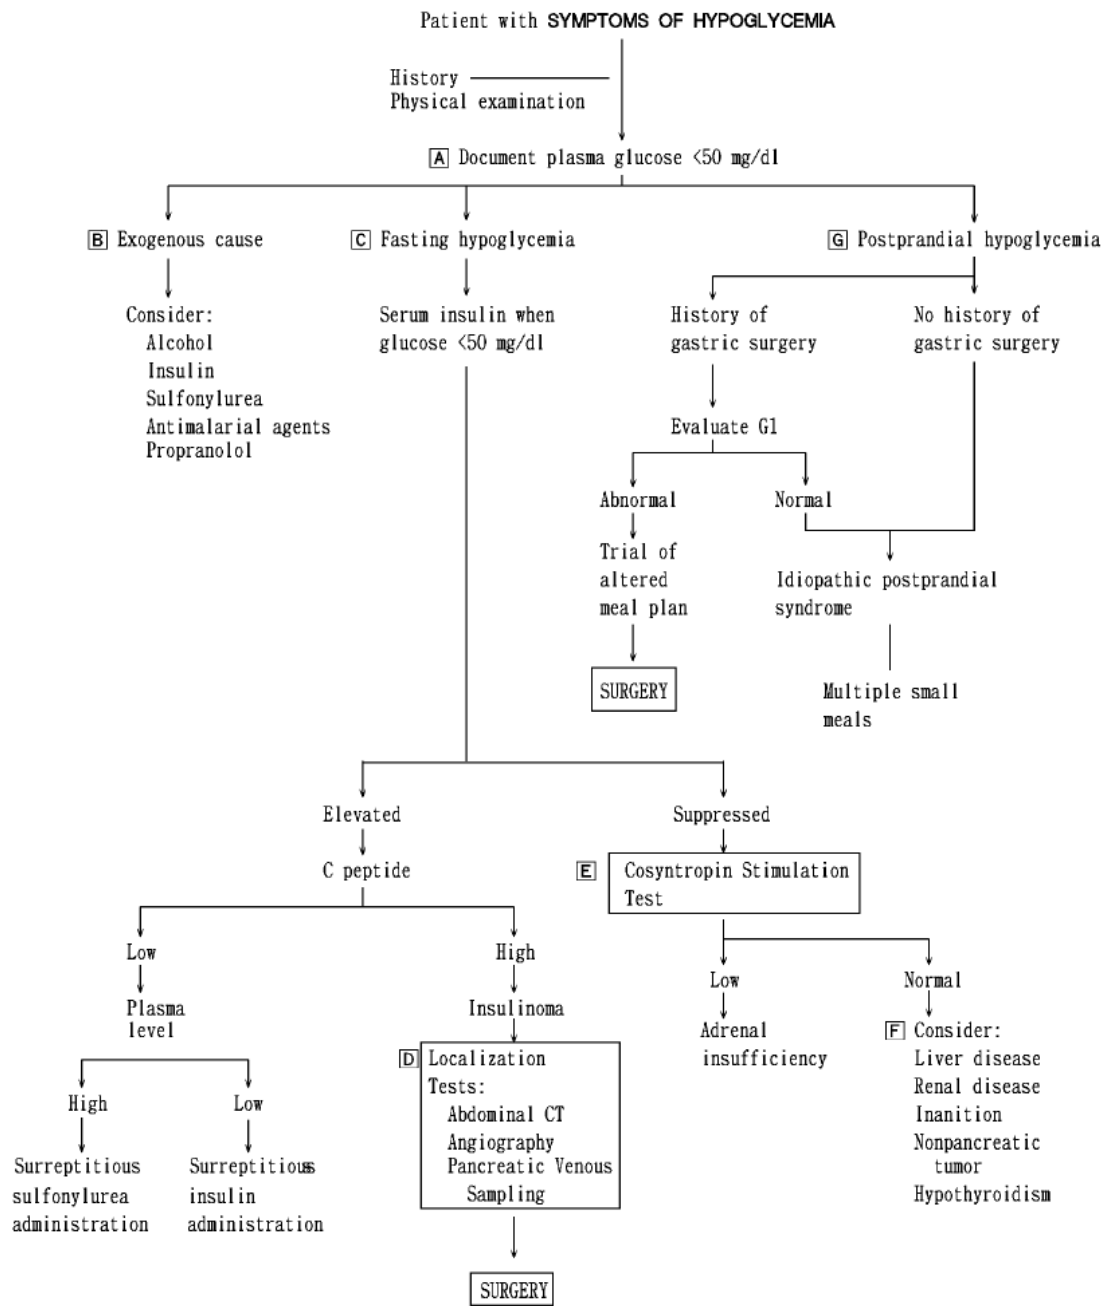 Patient with SYMPTOMS OF HYPOGLYCEMIA
History
Physical examination
A Document plasma glucose <50 mg/dl
B Exogenous cause
C Fasting hypoglycemia
G Postprandial hypoglycemia
Consider:
Alcohol
Insulin
Sulfonylurea
Antimalarial agents
Propranolol
Serum insulin when
glucose <50 mg/dl
History of
gastric surgery
No history of
gastric surgery
Evaluate G1
Abnormal
Normal
Trial of
altered
meal plan
Idiopathic postprandial
syndrome
SURGERY
Multiple small
meals
Elevated
Suppressed
C peptide
E Cosyntropin Stimulation
Test
Low
High
Low
Normal
Plasma
level
Insulinoma
Adrenal
insufficiency
F Consider:
Liver disease
Renal disease
Inanition
Nonpancreatic
tumor
Hypothyroidism
D Localization
Tests:
Abdominal CT
Angiography
Pancreatic Venous
Sampling
High
Low
Surreptitious
sulfonylurea
administration
Surreptitious
insulin
administration
SURGERY